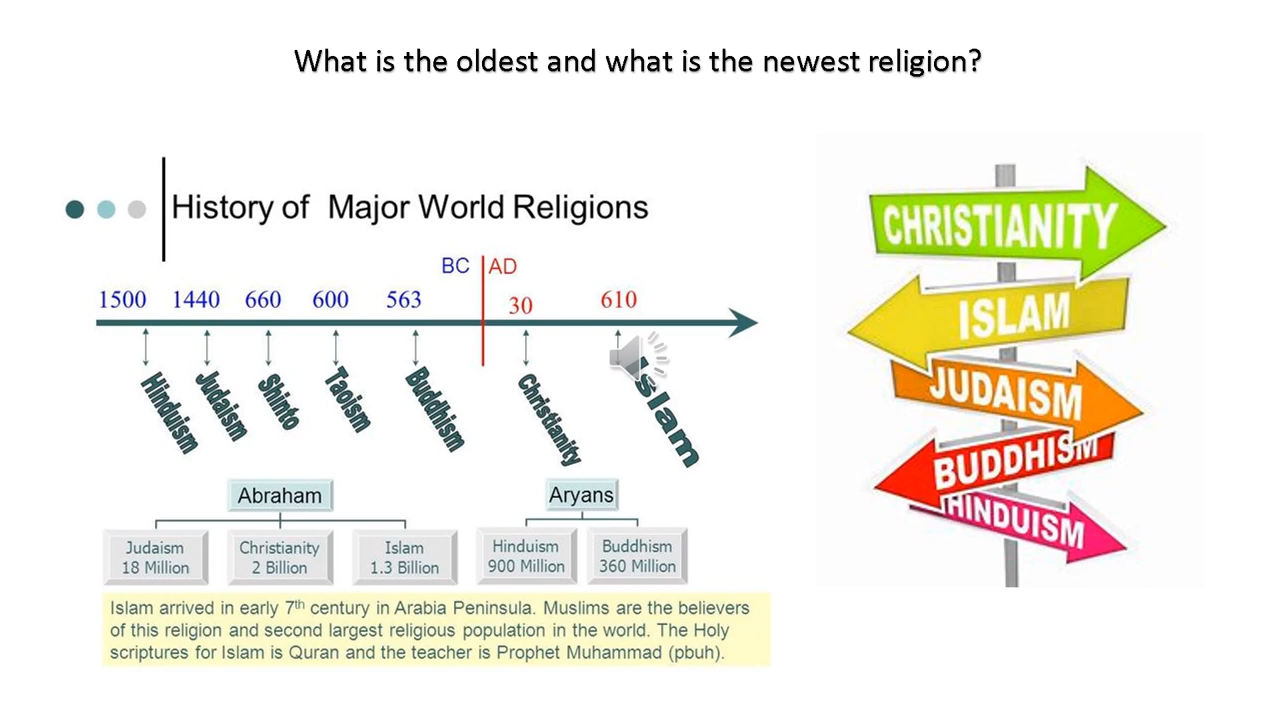 What is the oldest and what is the newest religion?
History of Major World Religions
BC AD
1500 1440 660 600 563 30 610
Hinduism Judaism Shinto Taoism Buddhism Christianity Islam
Abraham
Judaism
18 Million
Christianity
2 Billion
Islam
1.3 Billion
Aryans
Hinduism
900 Million
Buddhism
360 Million
Islam arrived in early 7th century in Arabia Peninsula. Muslims are the believers
of this religion and second largest religious population in the world. The Holy
scriptures for Islam is Quran and the teacher is Prophet Muhammad (pbuh).
CHRISTIANITY
ISLAM
JUDAISM
BUDDHISM
HINDUISM